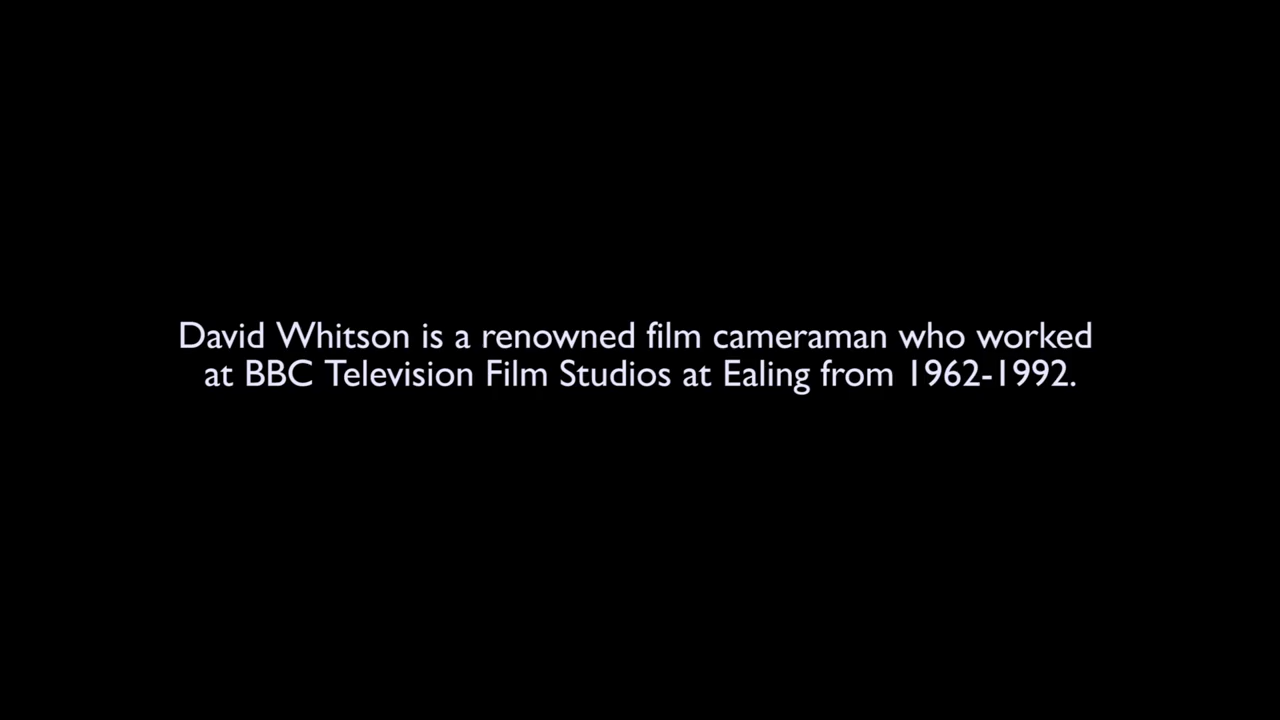 David Whitson is a renowned film cameraman who worked
at BBC Television Film Studios at Ealing from 1962-1992.